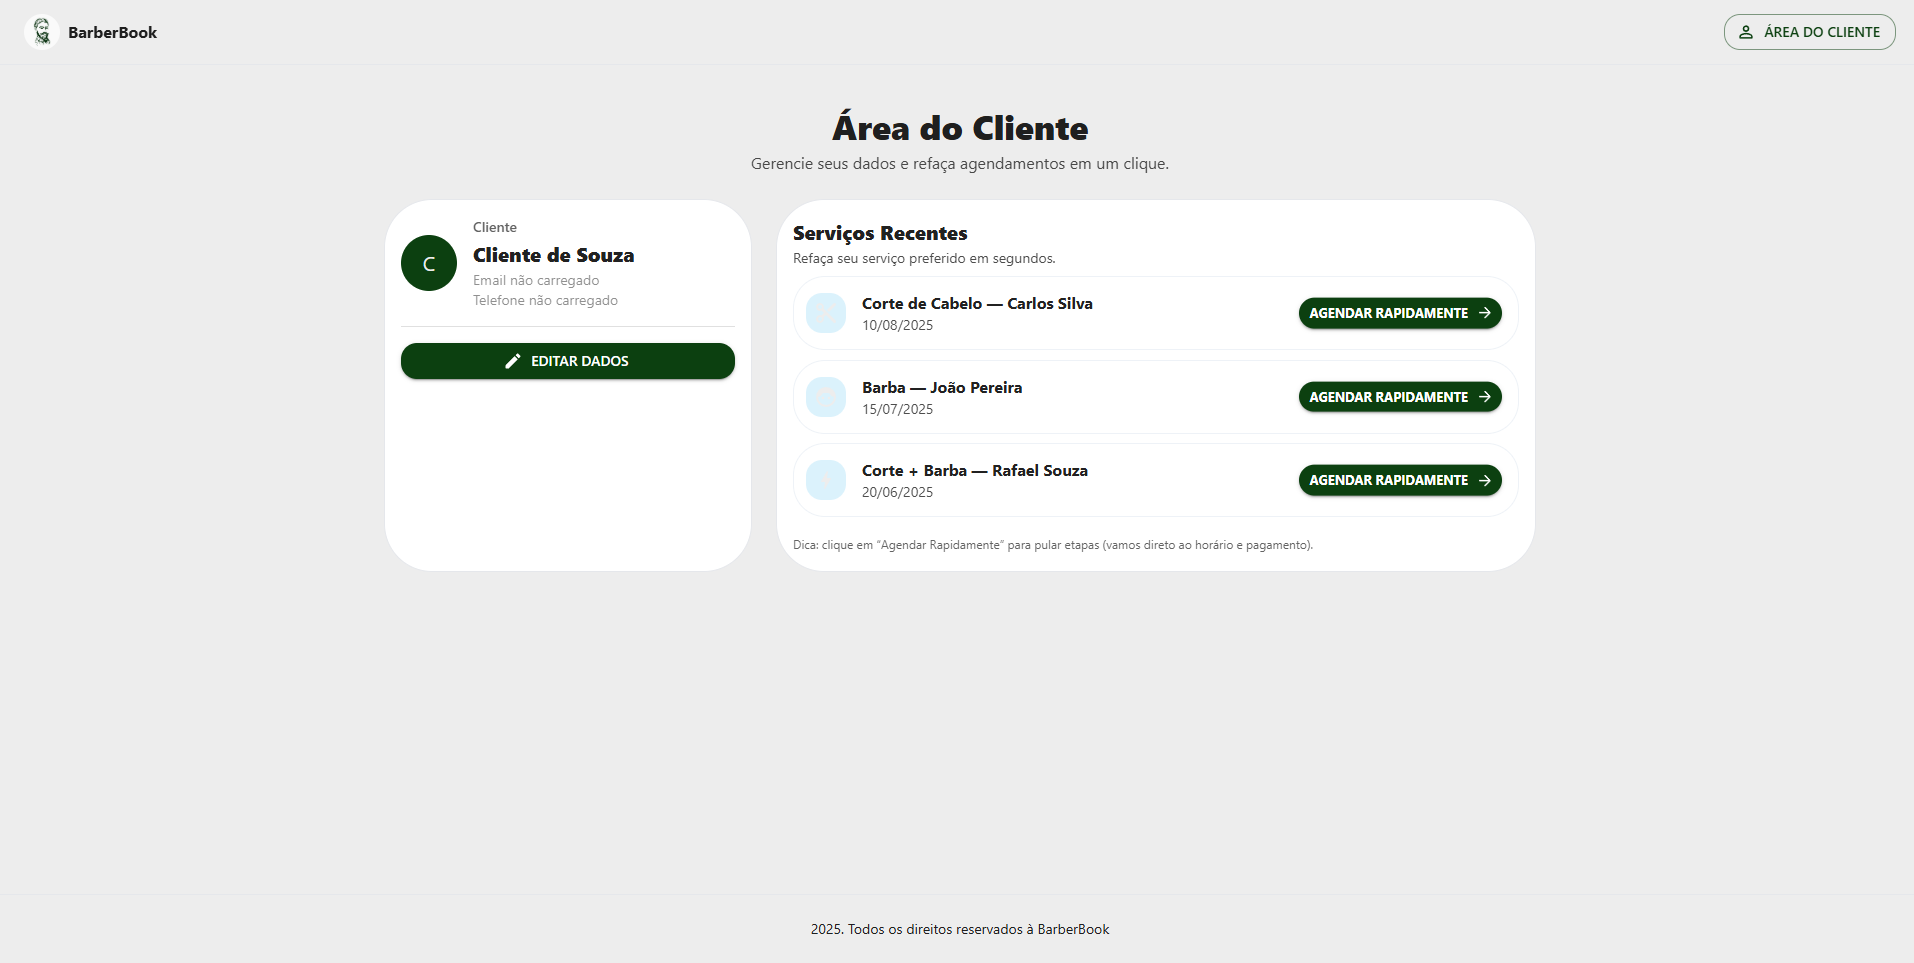 BarberBook
ÁREA DO CLIENTE
Área do Cliente
Gerencie seus dados e refaça agendamentos em um clique.
Cliente
C
Cliente de Souza
Email não carregado
Telefone não carregado
EDITAR DADOS
Serviços Recentes
Refaça seu serviço preferido em segundos.
Corte de Cabelo — Carlos Silva
10/08/2025
AGENDAR RAPIDAMENTE
Barba — João Pereira
15/07/2025
AGENDAR RAPIDAMENTE
Corte + Barba — Rafael Souza
20/06/2025
AGENDAR RAPIDAMENTE
Dica: clique em “Agendar Rapidamente” para pular etapas (vamos direto ao horário e pagamento).
2025. Todos os direitos reservados à BarberBook